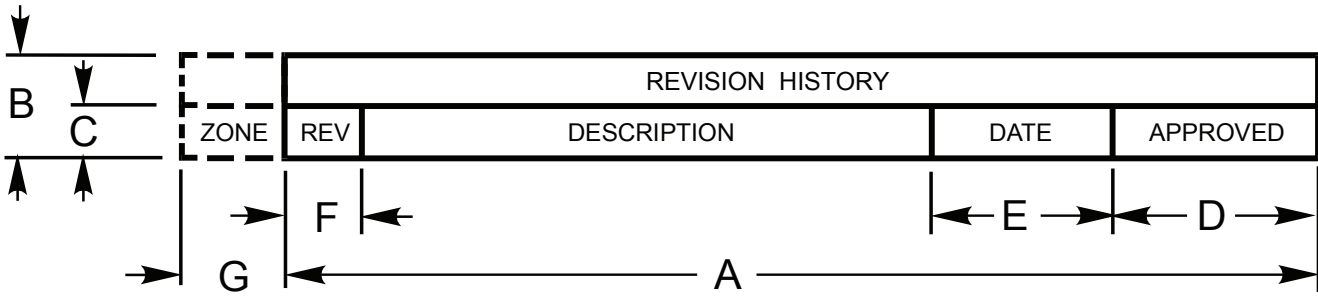 REVISION HISTORY
B
C
ZONE REV DESCRIPTION DATE APPROVED
F E D
G A